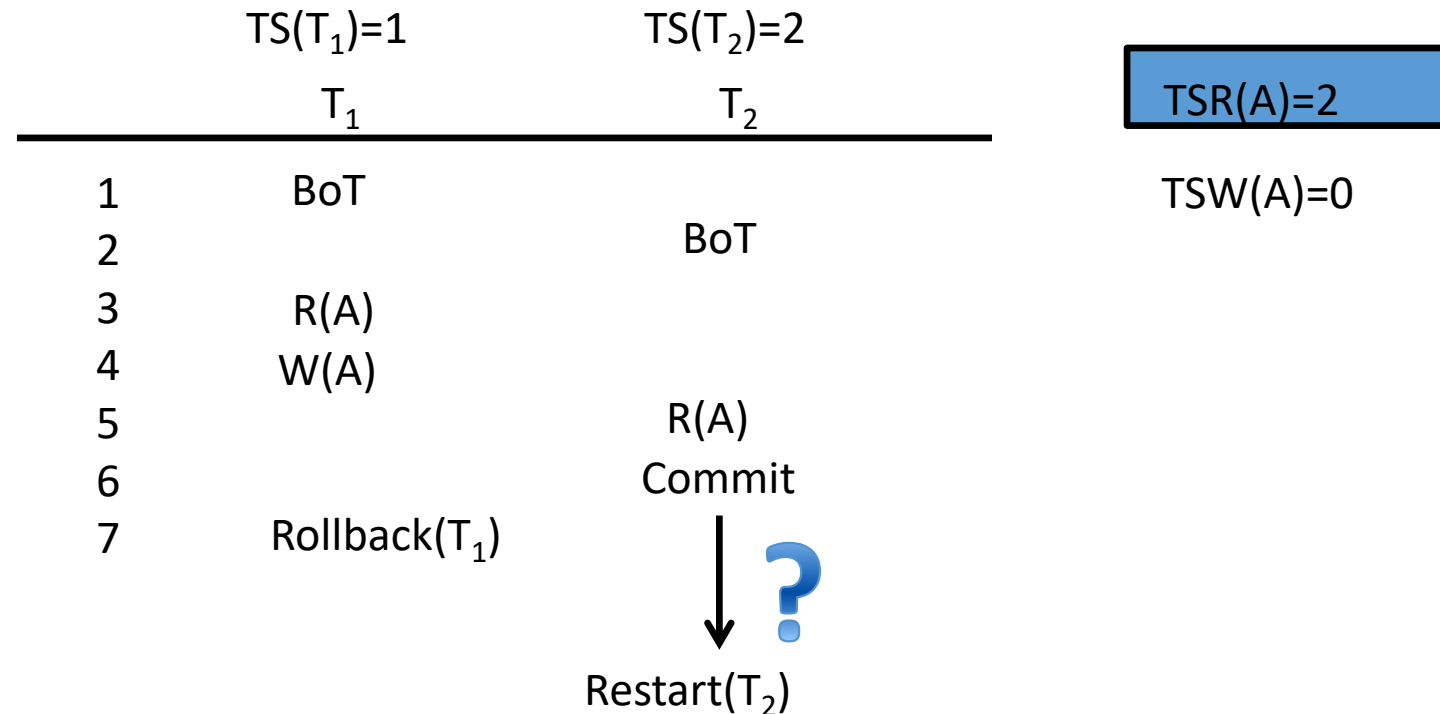 TS(T₁)=1 TS(T₂)=2
T₁ T₂ TSR(A)=2
1 BoT TSW(A)=0
2 BoT
3 R(A)
4 W(A)
5 R(A)
6 Commit
7 Rollback(T₁)
?
Restart(T₂)